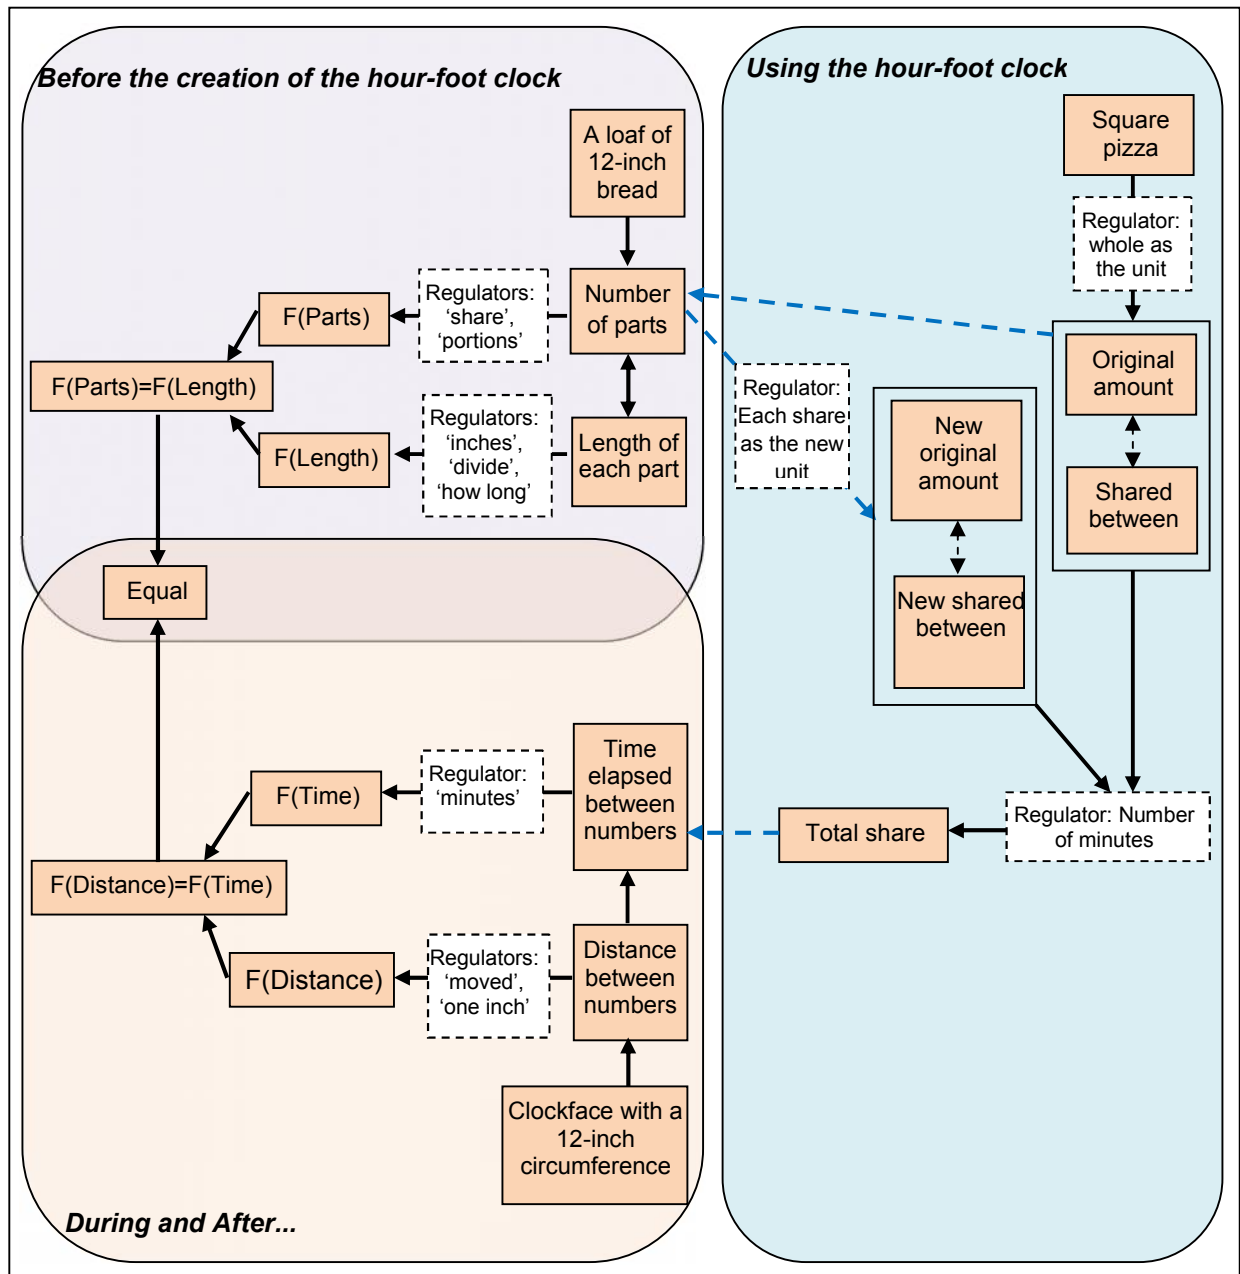 Before the creation of the hour-foot clock
A loaf of
12-inch
bread
Number
of parts
Regulators:
‘share’,
‘portions’
F(Parts)
F(Parts)=F(Length)
Regulators:
‘inches’,
‘divide’,
‘how long’
F(Length)
Length of
each part
Equal
Time
elapsed
between
numbers
Regulator:
‘minutes’
F(Time)
F(Distance)=F(Time)
Distance
between
numbers
Regulators:
‘moved’,
‘one inch’
F(Distance)
Clockface with a
12-inch
circumference
During and After...
Using the hour-foot clock
Square
pizza
Regulator:
whole as
the unit
Original
amount
Shared
between
Regulator:
Each share
as the new
unit
New
original
amount
New shared
between
Regulator: Number
of minutes
Total share